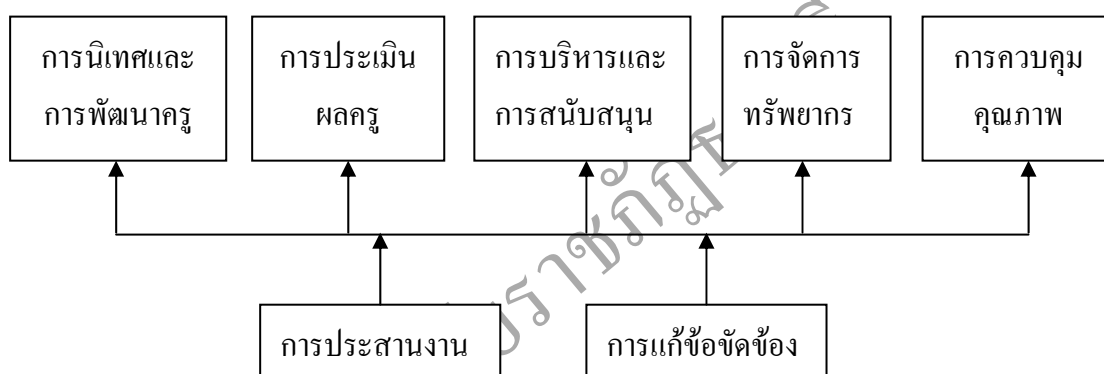 การนิเทศและ
การพัฒนาครู
การประเมิน
ผลครู
การบริหารและ
การสนับสนุน
การจัดการ
ทรัพยากร
การควบคุม
คุณภาพ
ราชภัฏ
การประสานงาน
การแก้ข้อขัดข้อง